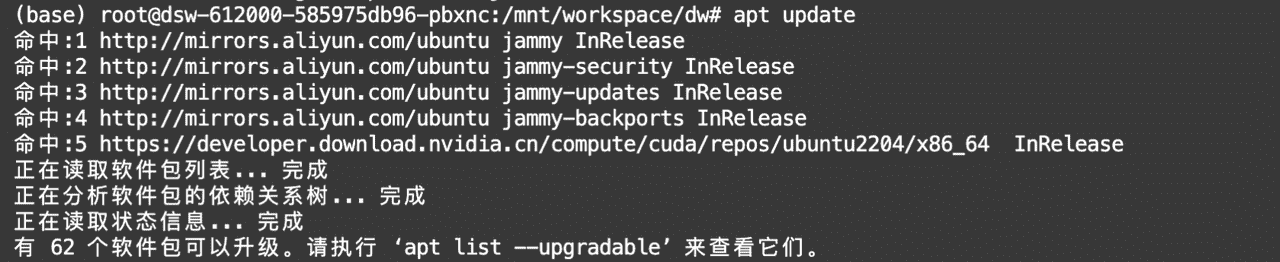 (base) root@dsw-612000-585975db96-pbxnc:/mnt/workspace/dw# apt update
命中:1 http://mirrors.aliyun.com/ubuntu jammy InRelease
命中:2 http://mirrors.aliyun.com/ubuntu jammy-security InRelease
命中:3 http://mirrors.aliyun.com/ubuntu jammy-updates InRelease
命中:4 http://mirrors.aliyun.com/ubuntu jammy-backports InRelease
命中:5 https://developer.download.nvidia.cn/compute/cuda/repos/ubuntu2204/x86_64  InRelease
正在读取软件包列表... 完成
正在分析软件包的依赖关系树... 完成
正在读取状态信息... 完成
有 62 个软件包可以升级。请执行 ‘apt list --upgradable’ 来查看它们。